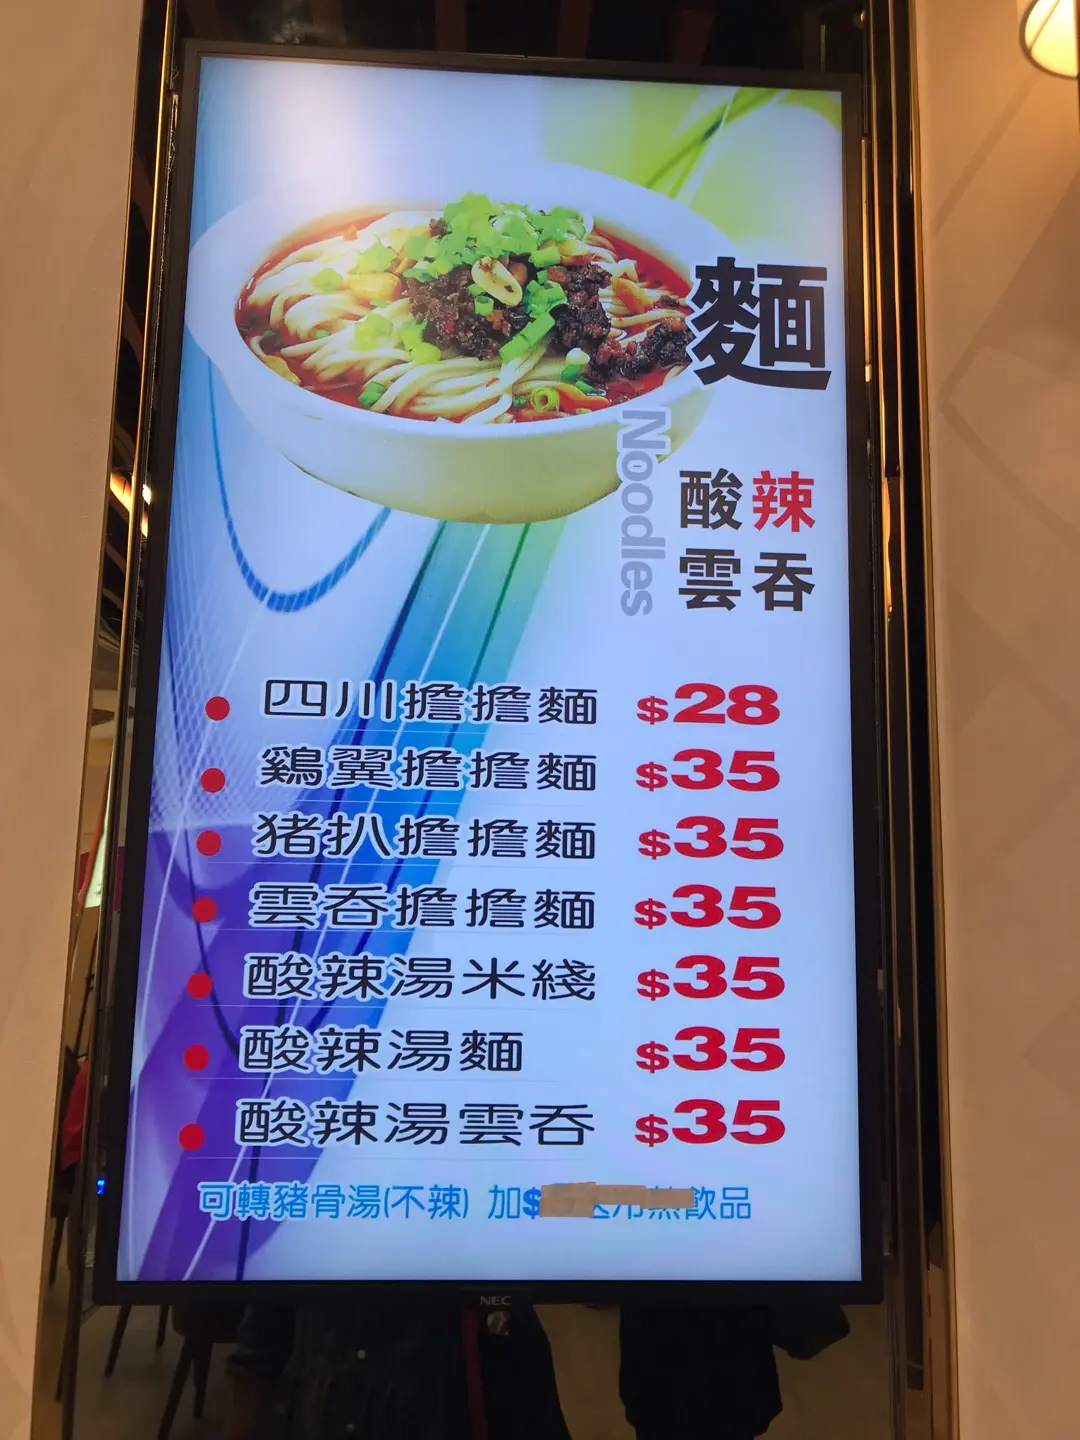 麵
Noodles
酸辣
雲吞
四川擔擔麵 $28
鷄翼擔擔麵 $35
猪扒擔擔麵 $35
雲吞擔擔麵 $35
酸辣湯米綫 $35
酸辣湯麵 $35
酸辣湯雲吞 $35
可轉豬骨湯(不辣) 加$ 飲品
NEC